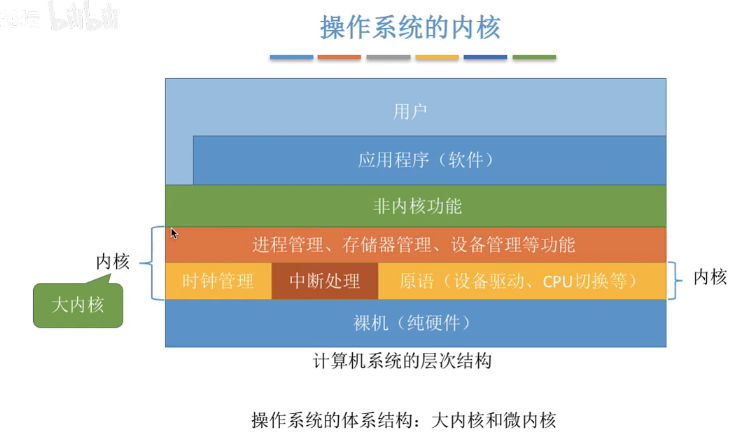 bilibili
操作系统的内核
用户
应用程序（软件）
非内核功能
进程管理、存储器管理、设备管理等功能
内核
时钟管理
中断处理
原语（设备驱动、CPU切换等）
内核
大内核
裸机（纯硬件）
计算机系统的层次结构
操作系统的体系结构：大内核和微内核